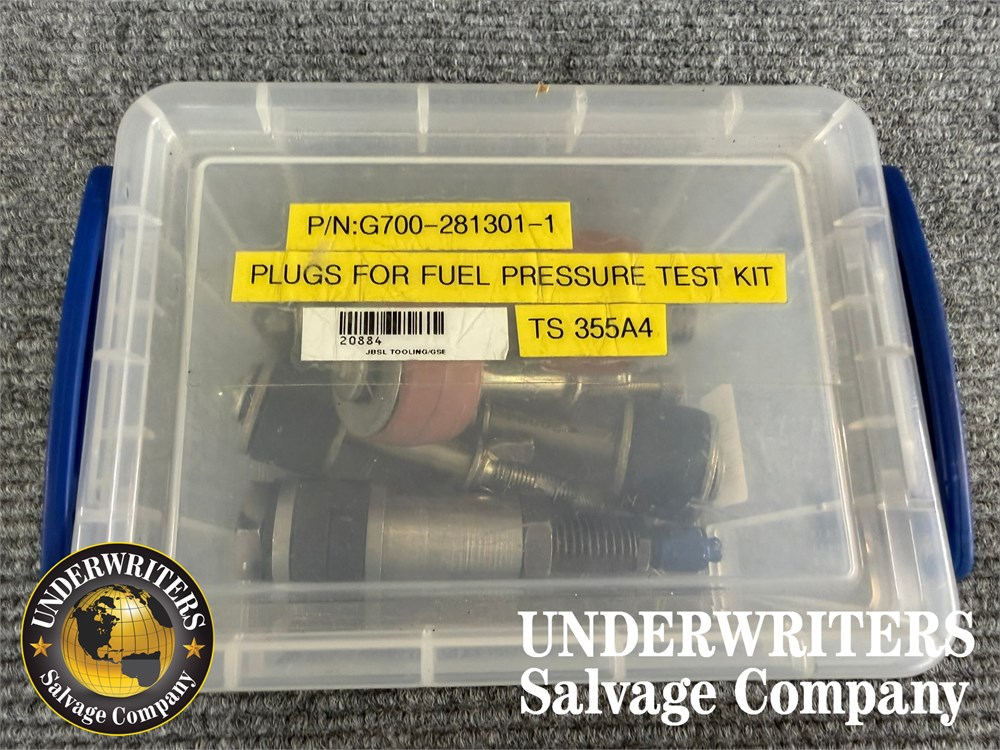 P/N:G700-281301-1
PLUGS FOR FUEL PRESSURE TEST KIT
20884
JBSL TOOLING/GSE
TS 355A4
UNDERWRITERS
Salvage Company
UNDERWRITERS
Salvage Company